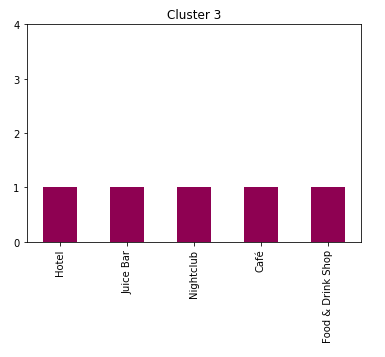 Cluster 3
4
3
2
1
0
Hotel
Juice Bar
Nightclub
Café
Food & Drink Shop